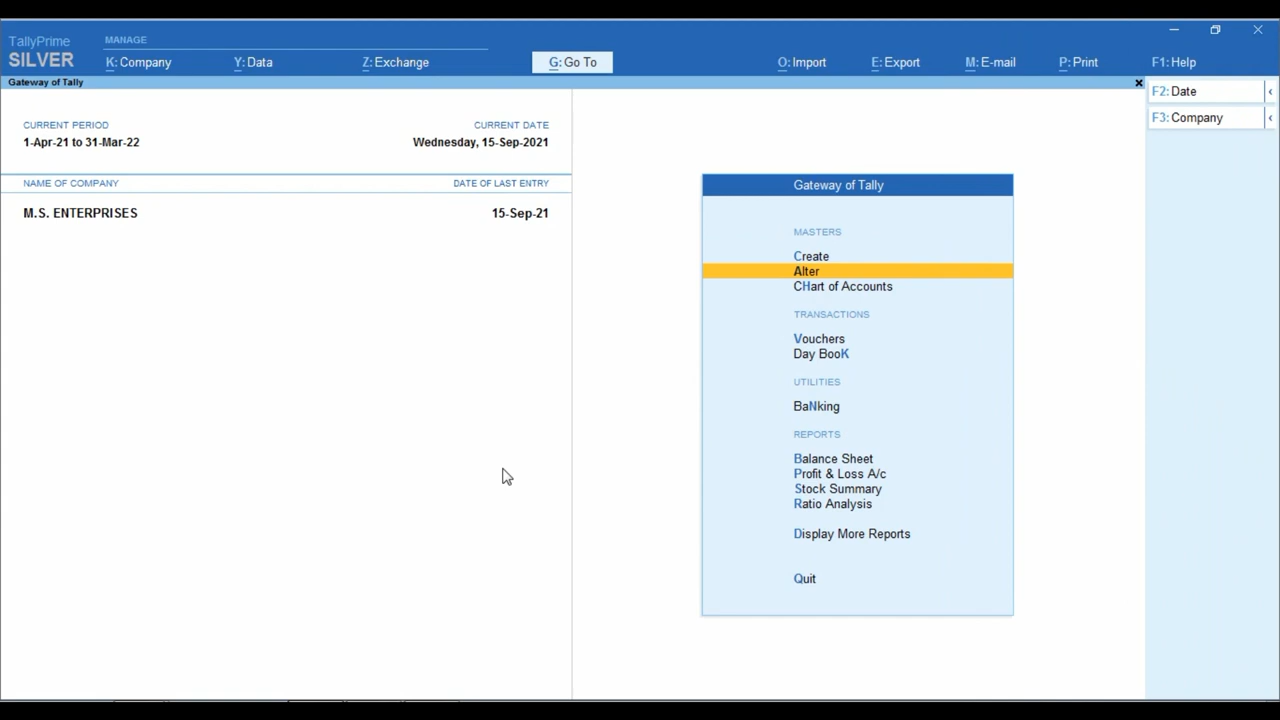 TallyPrime
SILVER
MANAGE
K: Company
Y: Data
Z: Exchange
G: Go To
O: Import
E: Export
M: E-mail
P: Print
F1: Help
Gateway of Tally
F2: Date
F3: Company
CURRENT PERIOD
CURRENT DATE
1-Apr-21 to 31-Mar-22
Wednesday, 15-Sep-2021
NAME OF COMPANY
DATE OF LAST ENTRY
M.S. ENTERPRISES
15-Sep-21
Gateway of Tally
MASTERS
Create
Alter
CHart of Accounts
TRANSACTIONS
Vouchers
Day BooK
UTILITIES
BaNking
REPORTS
Balance Sheet
Profit & Loss A/c
Stock Summary
Ratio Analysis
Display More Reports
Quit